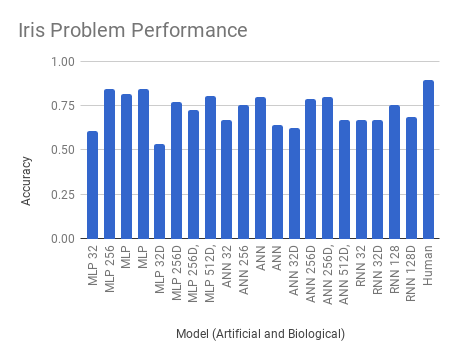 Iris Problem Performance
1.00
0.75
0.50
0.25
0.00
Accuracy
MLP 32
MLP 256
MLP
MLP
MLP 32D
MLP 256D
MLP 256D,
MLP 512D,
ANN 32
ANN 256
ANN
ANN
ANN 32D
ANN 256D
ANN 256D,
ANN 512D,
RNN 32
RNN 32D
RNN 128
RNN 128D
Human
Model (Artificial and Biological)